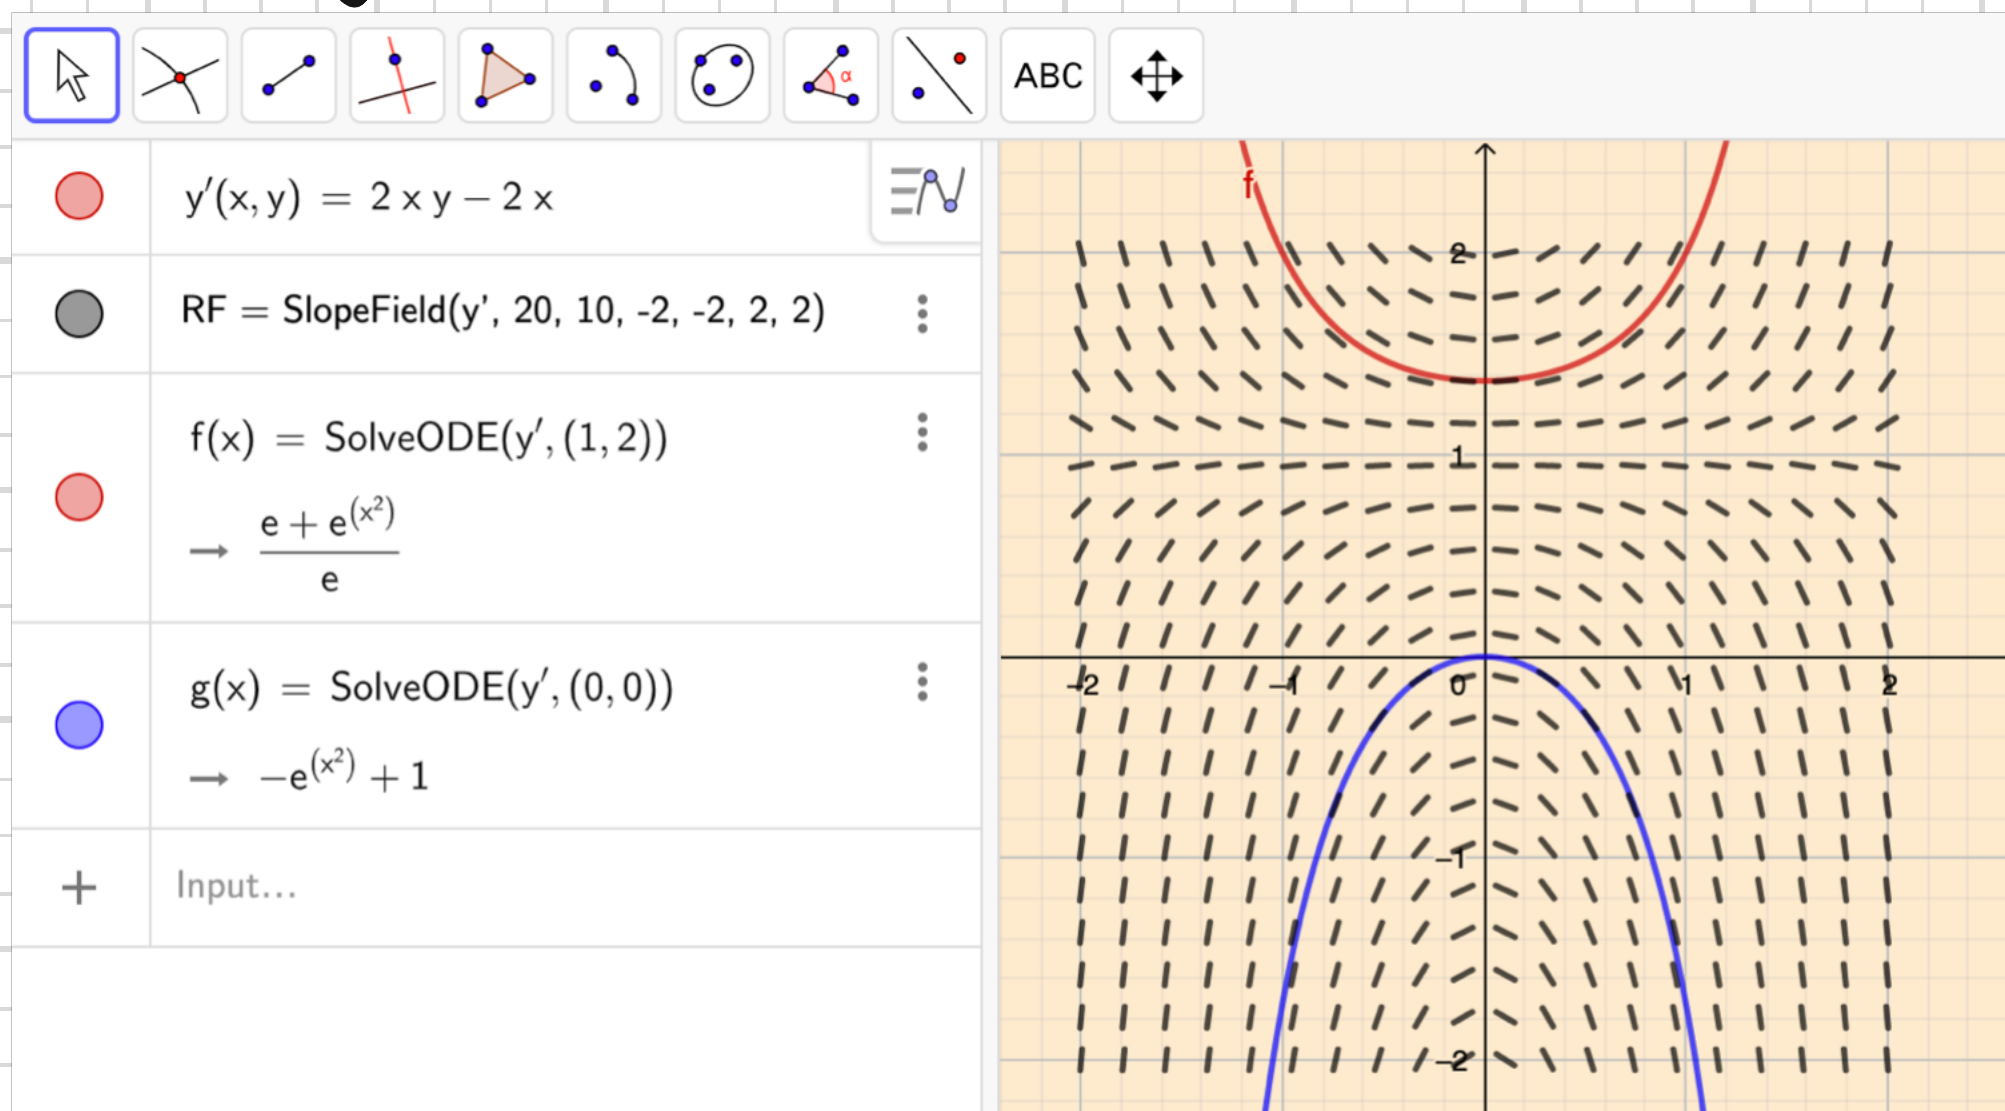 ABC
y′(x, y) = 2 x y − 2 x
RF = SlopeField(y', 20, 10, -2, -2, 2, 2)
f(x) = SolveODE(y′, (1, 2))
→ (e + e^(x²)) / e
g(x) = SolveODE(y′, (0, 0))
→ −e^(x²) + 1
+ Input…
α
f
2
1
−2 −1 0 1 2
−1
−2